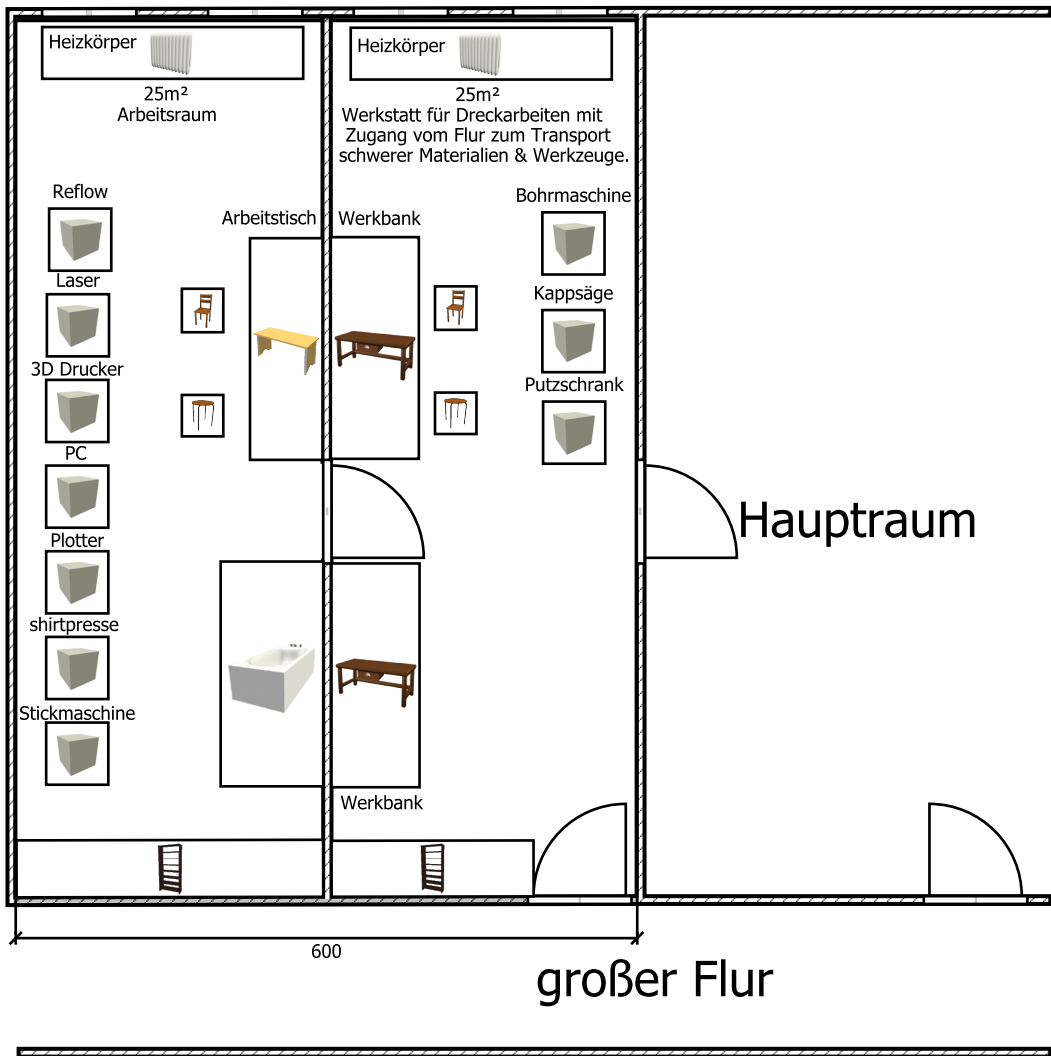 Heizkörper
25m²
Arbeitsraum
Heizkörper
25m²
Werkstatt für Dreckarbeiten mit
Zugang vom Flur zum Transport
schwerer Materialien & Werkzeuge.
Reflow
Laser
3D Drucker
PC
Plotter
shirtpresse
Stickmaschine
Arbeitstisch
Werkbank
Bohrmaschine
Kappsäge
Putzschrank
Werkbank
Hauptraum
600
großer Flur